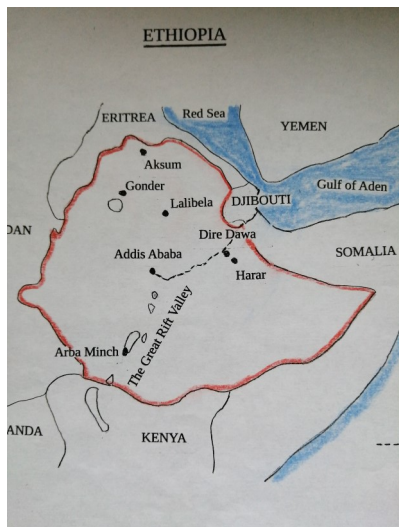 ETHIOPIA
Red Sea
ERITREA
YEMEN
Aksum
Gonder
Gulf of Aden
Lalibela
DJIBOUTI
DAN
Dire Dawa
Addis Ababa
SOMALIA
Harar
The Great Rift Valley
Arba Minch
ANDA
KENYA